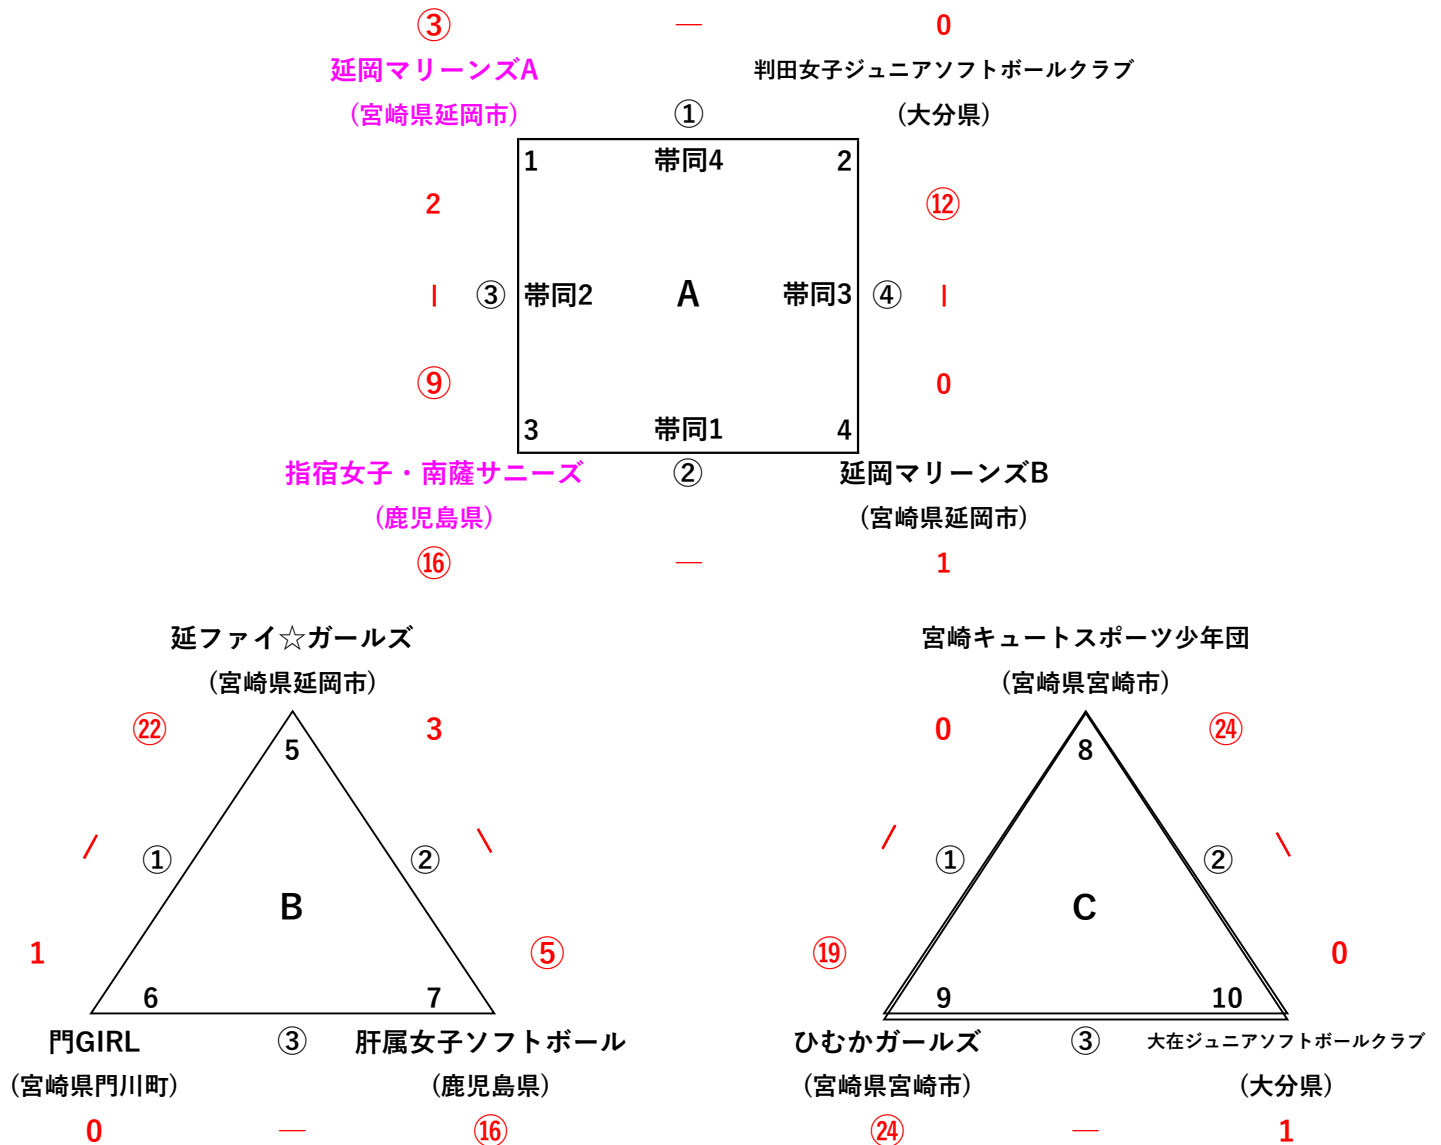 ③ — 0
延岡マリーンズA 判田女子ジュニアソフトボールクラブ
(宮崎県延岡市) ① (大分県)
1 帯同4 2
2 ⑫
| ③ 帯同2 A 帯同3 ④ |
⑨ 0
3 帯同1 4
指宿女子・南薩サニーズ ② 延岡マリーンズB
(鹿児島県) (宮崎県延岡市)
⑯ — 1
延ファイ☆ガールズ 宮崎キュートスポーツ少年団
(宮崎県延岡市) (宮崎県宮崎市)
㉒ 3 0 ㉔
5 8
/ ① ② \ / ① ② \
B C
1 ⑤ ⑲ 0
6 7 9 10
門GIRL ③ 肝属女子ソフトボール ひむかガールズ ③ 大在ジュニアソフトボールクラブ
(宮崎県門川町) (鹿児島県) (宮崎県宮崎市) (大分県)
0 — ⑯ ㉔ — 1